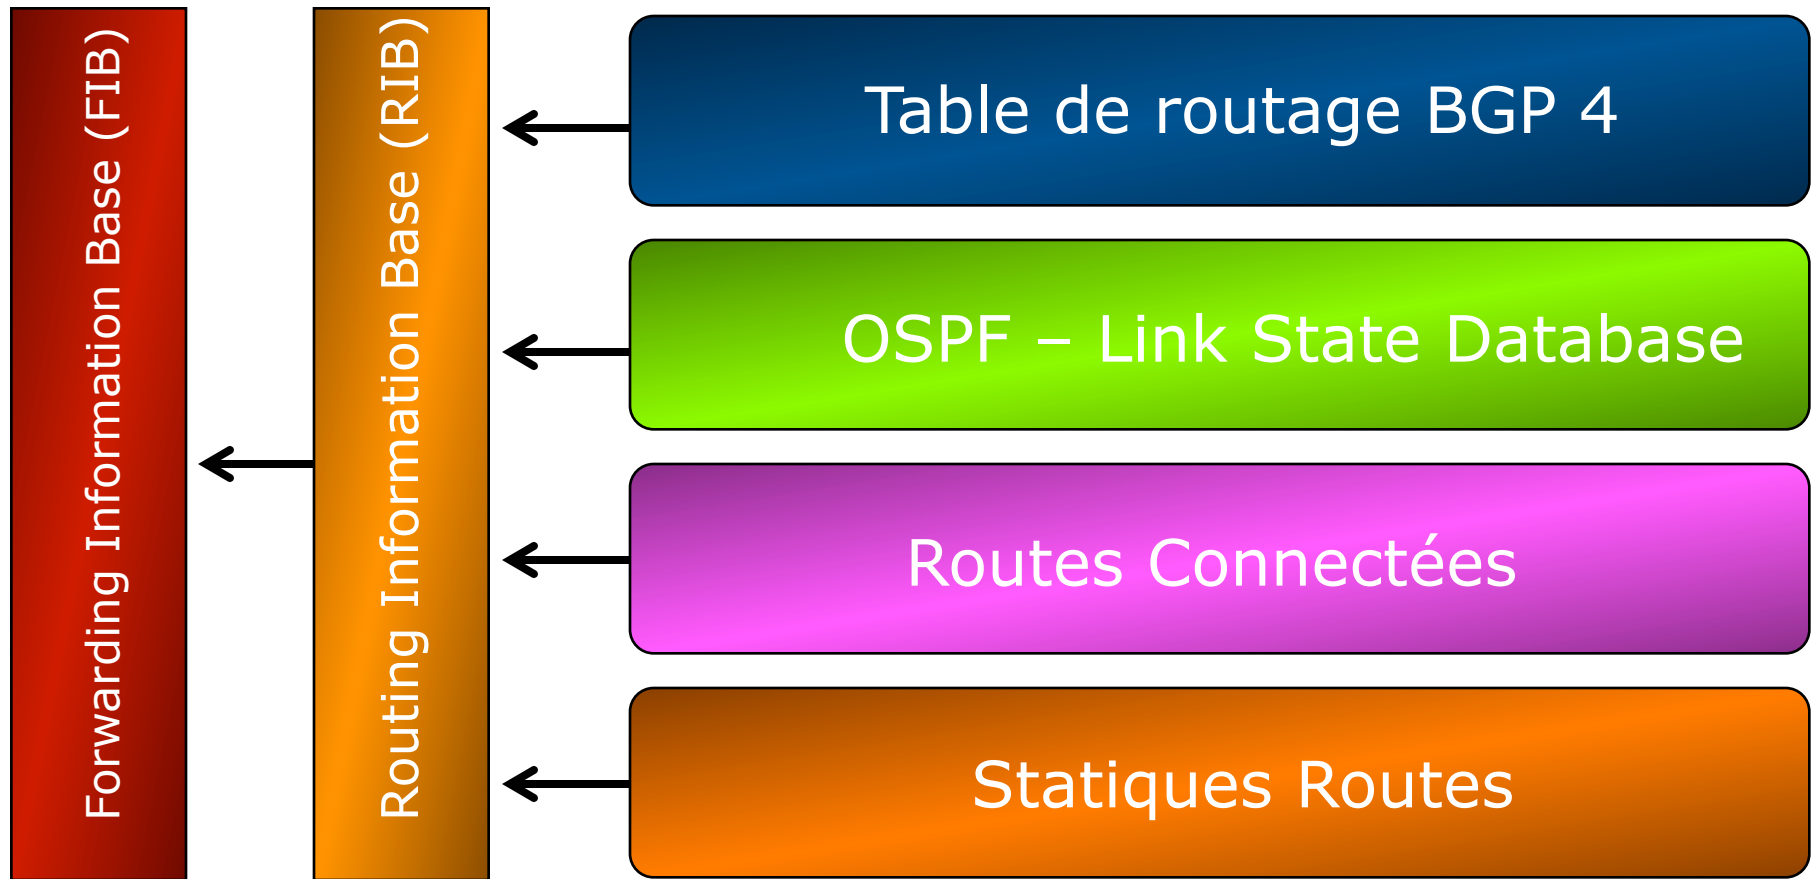 Forwarding Information Base (FIB)
Routing Information Base (RIB)
Table de routage BGP 4
OSPF – Link State Database
Routes Connectées
Statiques Routes